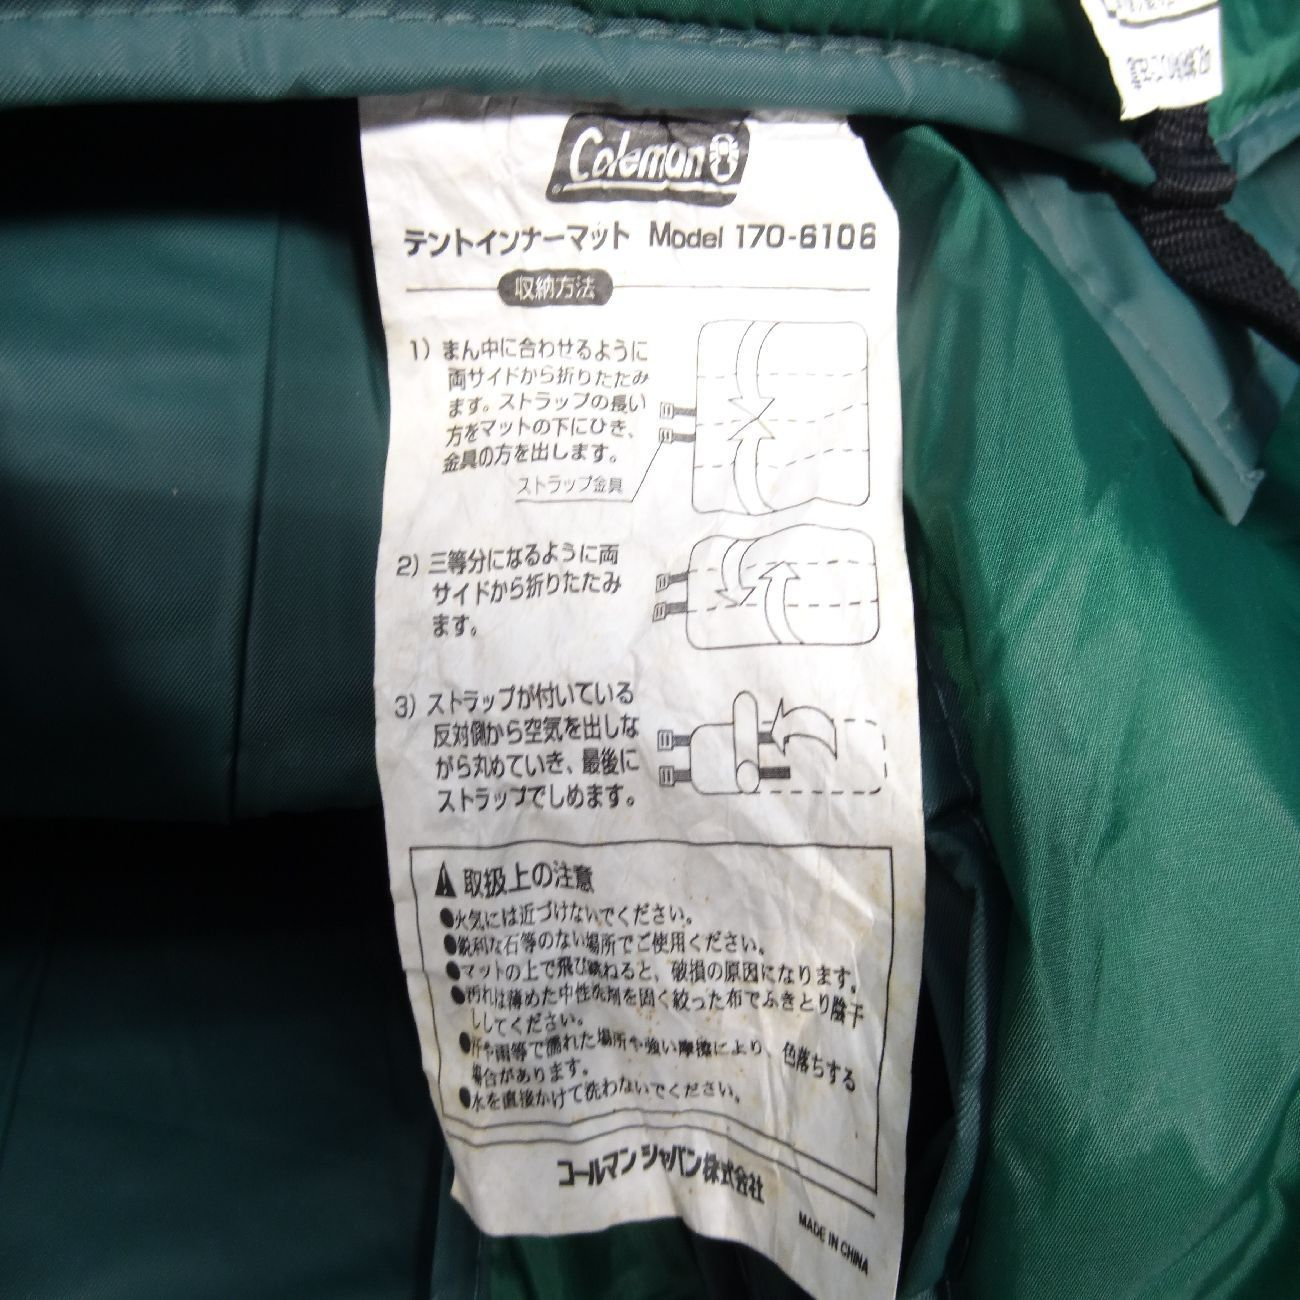 Coleman
テントインナーマット Model 170-6106
収納方法
1) まん中に合わせるように
両サイドから折りたたみ
ます。ストラップの長い
方をマットの下にひき、
金具の方を出します。
ストラップ金具
2) 三等分になるように両
サイドから折りたたみ
ます。
3) ストラップが付いている
反対側から空気を出しな
がら丸めていき、最後に
ストラップでしめます。
取扱上の注意
●火気には近づけないでください。
●鋭利な石等のない場所でご使用ください。
●マットの上で飛び跳ねると、破損の原因になります。
●汚れは薄めた中性洗剤を固く絞った布でふきとり陰干
ししてください。
●汗や雨等で濡れた場所や強い摩擦により、色落ちする
場合があります。
●水を直接かけて洗わないでください。
コールマン ジャパン株式会社
MADE IN CHINA